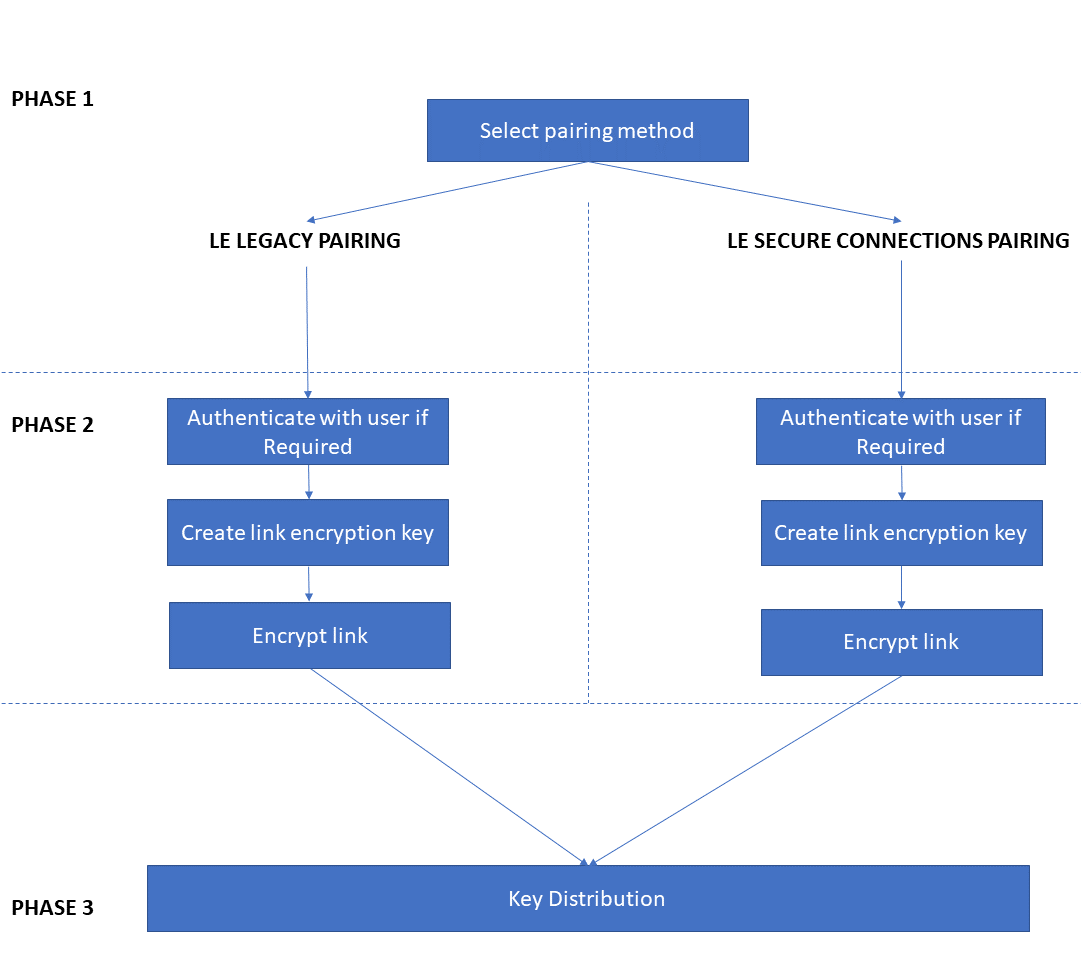 PHASE 1
Select pairing method
LE LEGACY PAIRING
LE SECURE CONNECTIONS PAIRING
PHASE 2
Authenticate with user if
Required
Create link encryption key
Encrypt link
Authenticate with user if
Required
Create link encryption key
Encrypt link
PHASE 3
Key Distribution